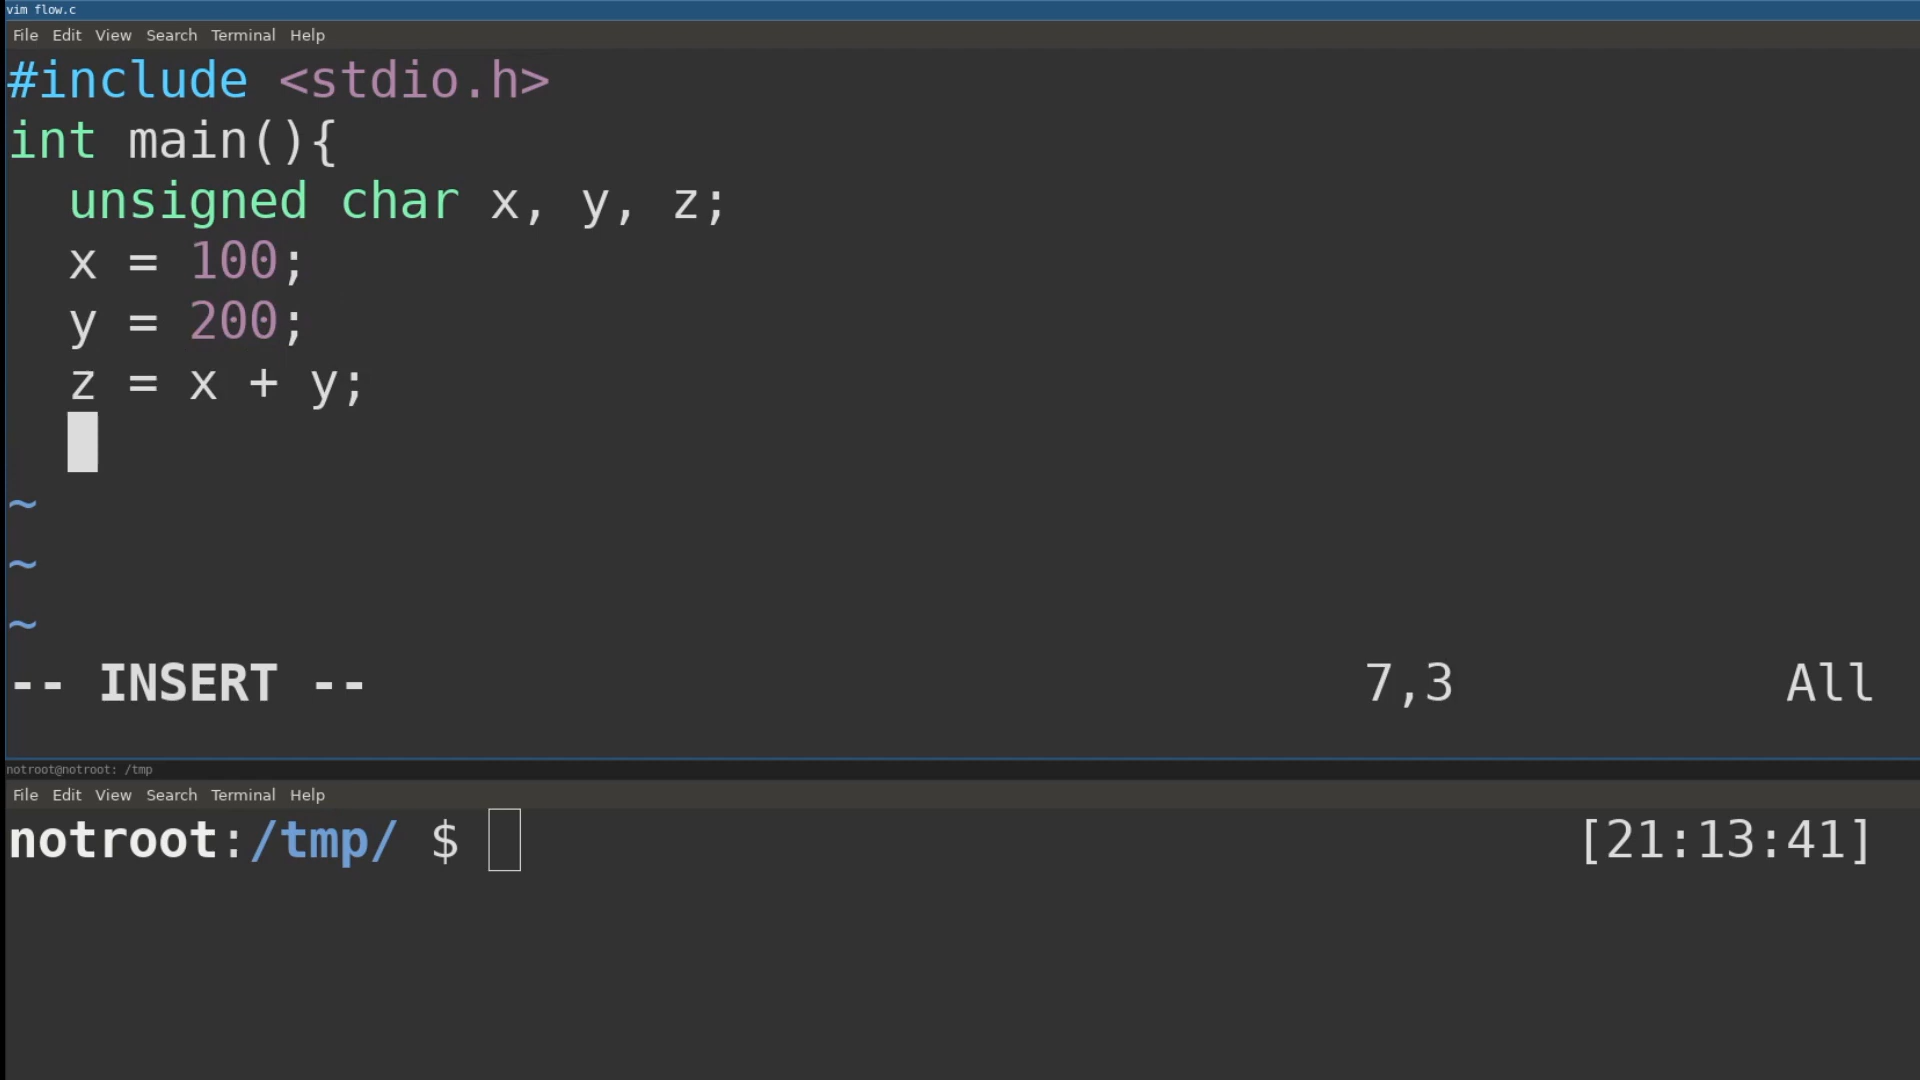 vim flow.c
File Edit View Search Terminal Help
#include <stdio.h>
int main(){
  unsigned char x, y, z;
  x = 100;
  y = 200;
  z = x + y;
~
~
~
-- INSERT -- 7,3 All
notroot@notroot: /tmp
File Edit View Search Terminal Help
notroot:/tmp/ $ [21:13:41]